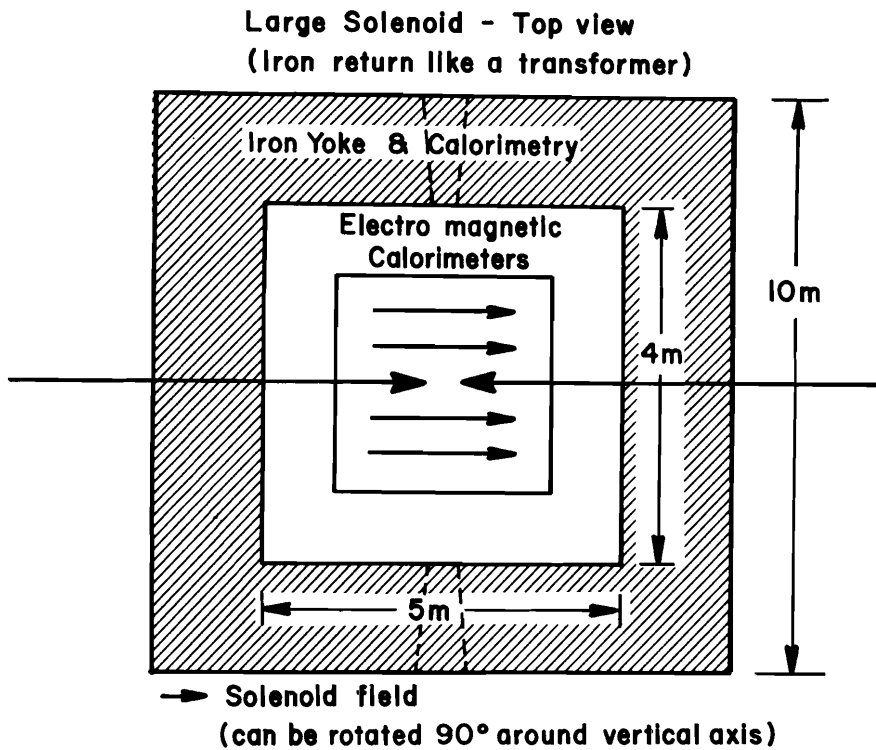 Large Solenoid - Top view
(Iron return like a transformer)
Iron Yoke & Calorimetry
Electro magnetic
Calorimeters
10m
4m
5m
Solenoid field
(can be rotated 90° around vertical axis)